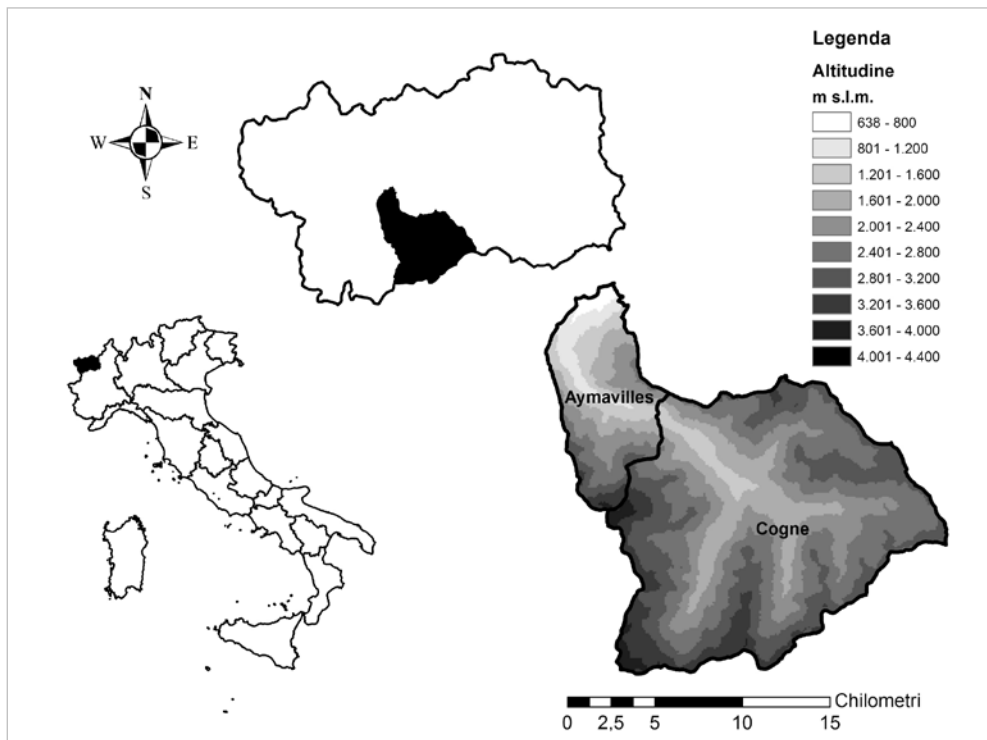 Legenda
Altitudine
m s.l.m.
638 - 800
801 - 1.200
1.201 - 1.600
1.601 - 2.000
2.001 - 2.400
2.401 - 2.800
2.801 - 3.200
3.201 - 3.600
3.601 - 4.000
4.001 - 4.400
N
W E
S
Aymavilles
Cogne
Chilometri
0 2,5 5 10 15